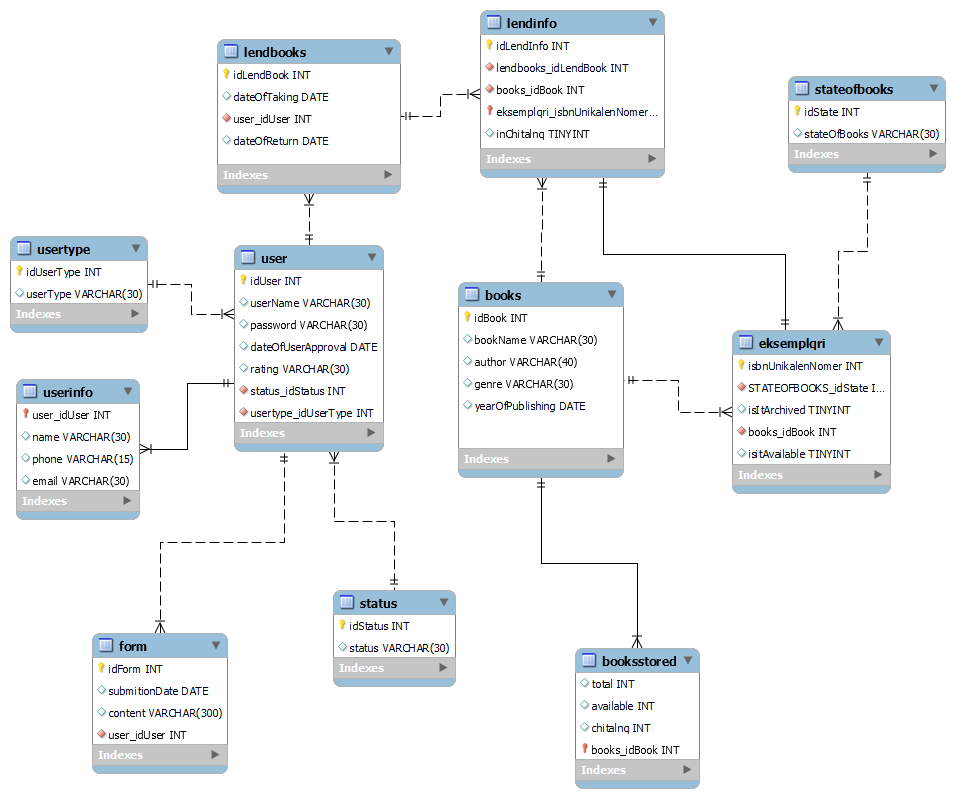 lendbooks
idLendBook INT
dateOfTaking DATE
user_idUser INT
dateOfReturn DATE
Indexes
lendinfo
idLendInfo INT
lendbooks_idLendBook INT
books_idBook INT
eksemplqri_isbnUnikalenNomer...
inChitalnq TINYINT
Indexes
stateofbooks
idState INT
stateOfBooks VARCHAR(30)
Indexes
usertype
idUserType INT
userType VARCHAR(30)
Indexes
user
idUser INT
userName VARCHAR(30)
password VARCHAR(30)
dateOfUserApproval DATE
rating VARCHAR(30)
status_idStatus INT
usertype_idUserType INT
Indexes
books
idBook INT
bookName VARCHAR(30)
author VARCHAR(40)
genre VARCHAR(30)
yearOfPublishing DATE
Indexes
eksemplqri
isbnUnikalenNomer INT
STATEOFBOOKS_idState I...
isItArchived TINYINT
books_idBook INT
isitAvailable TINYINT
Indexes
userinfo
user_idUser INT
name VARCHAR(30)
phone VARCHAR(15)
email VARCHAR(30)
Indexes
status
idStatus INT
status VARCHAR(30)
Indexes
form
idForm INT
submitionDate DATE
content VARCHAR(300)
user_idUser INT
Indexes
booksstored
total INT
available INT
chitalnq INT
books_idBook INT
Indexes